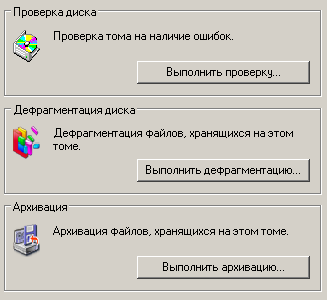 Проверка диска
Проверка тома на наличие ошибок.
Выполнить проверку...
Дефрагментация диска
Дефрагментация файлов, хранящихся на этом
томе.
Выполнить дефрагментацию...
Архивация
Архивация файлов, хранящихся на этом томе.
Выполнить архивацию...